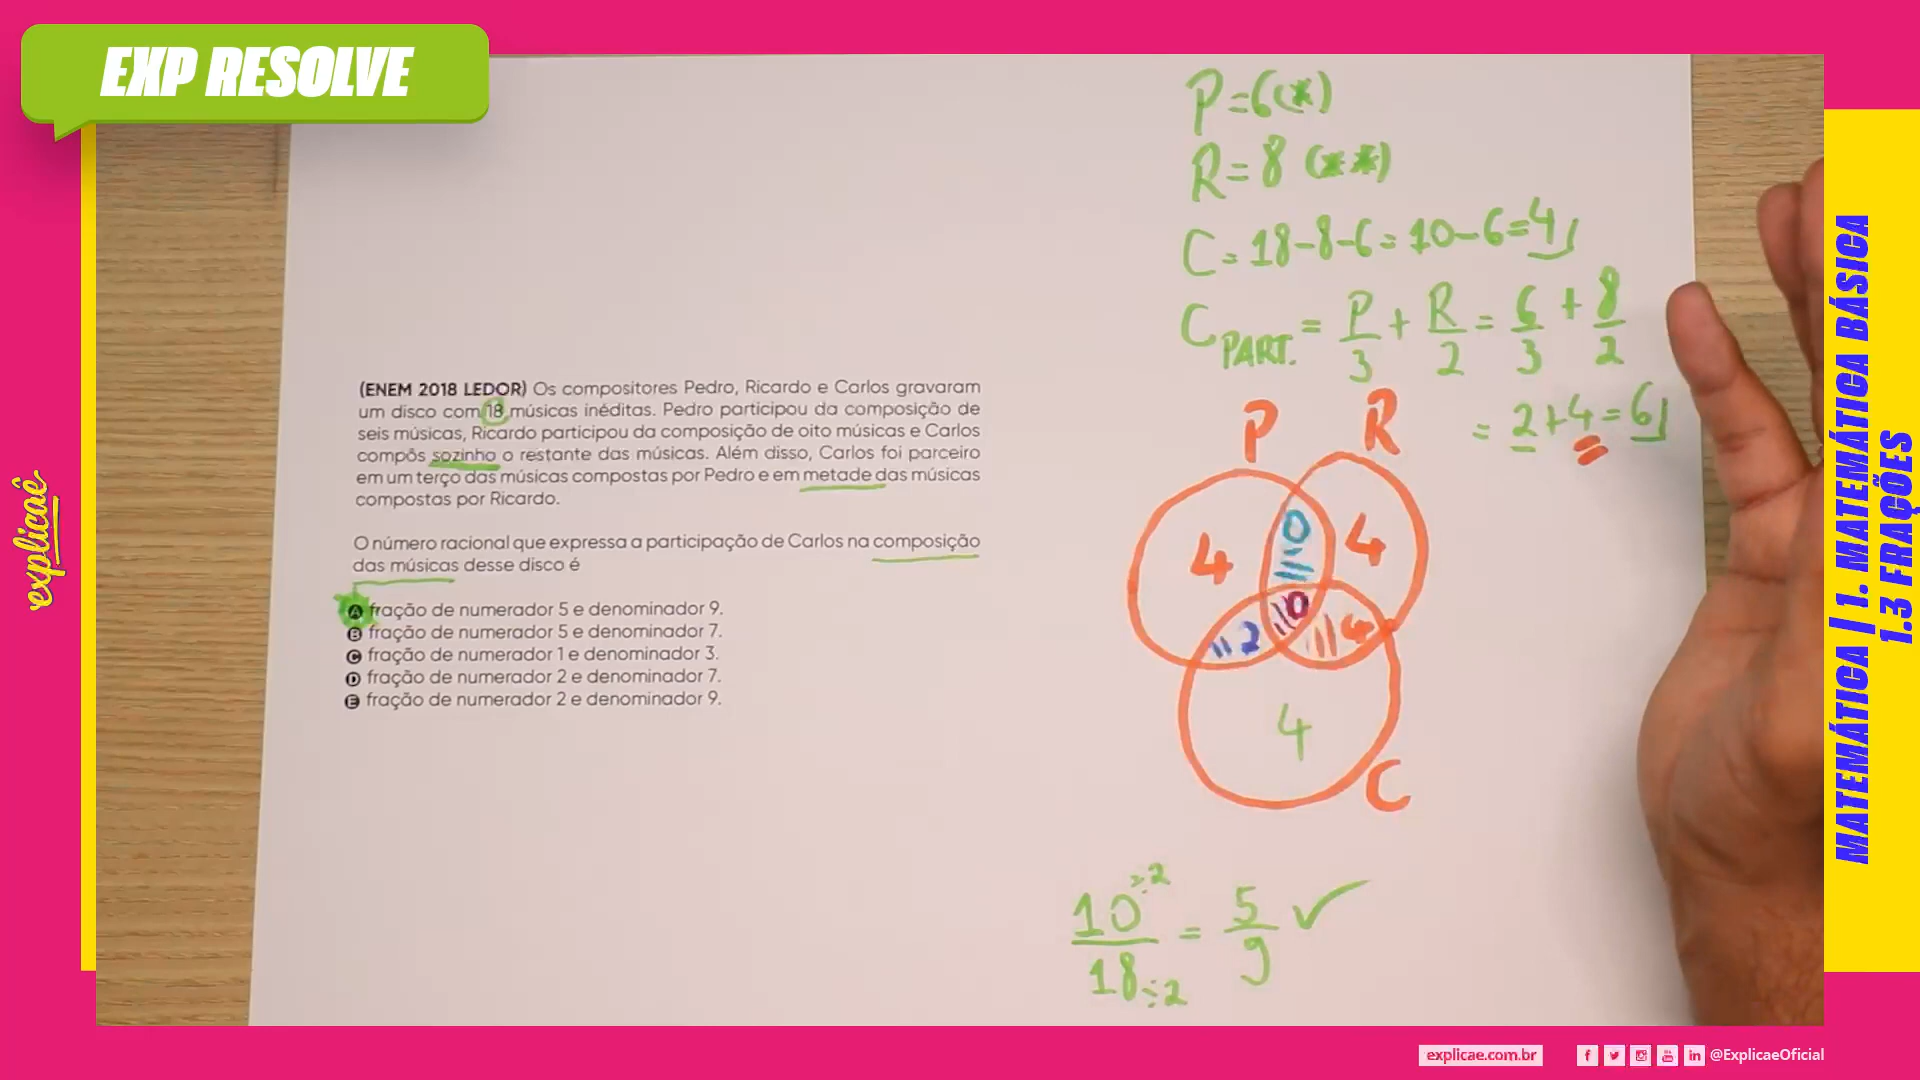 EXP RESOLVE
P=6(*)
R=8 (**)
C=18-8-6=10-6=4
C PART. = P/3 + R/2 = 6/3 + 8/2
= 2+4=6
(ENEM 2018 LEDOR) Os compositores Pedro, Ricardo e Carlos gravaram
um disco com 18 músicas inéditas. Pedro participou da composição de
seis músicas, Ricardo participou da composição de oito músicas e Carlos
compôs sozinho o restante das músicas. Além disso, Carlos foi parceiro
em um terço das músicas compostas por Pedro e em metade das músicas
compostas por Ricardo.
O número racional que expressa a participação de Carlos na composição
das músicas desse disco é
A fração de numerador 5 e denominador 9.
B fração de numerador 5 e denominador 7.
C fração de numerador 1 e denominador 3.
D fração de numerador 2 e denominador 7.
E fração de numerador 2 e denominador 9.
P R
4 0 4
0
2 4
4
C
10÷2/18÷2 = 5/9
explicaê
MATEMÁTICA | 1. MATEMÁTICA BÁSICA
1.3 FRAÇÕES
explicae.com.br
@ExplicaeOficial